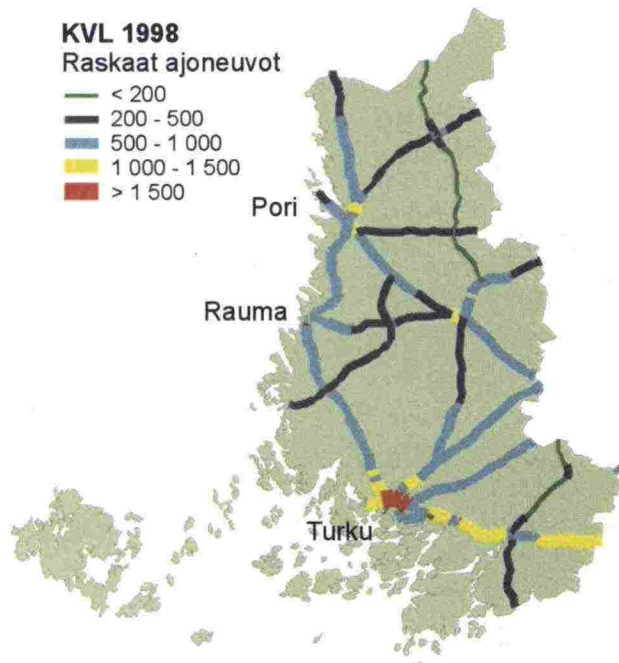 KVL 1998
Raskaat ajoneuvot
< 200
200 - 500
500 - 1 000
1 000 - 1 500
> 1 500
Pori
Rauma
Turku